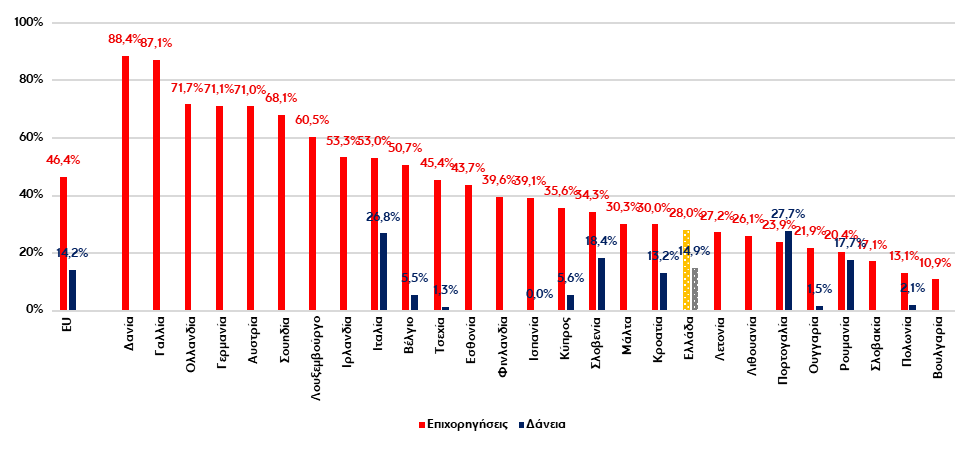 100%
80%
60%
40%
20%
0%
46,4%
14,2%
88,4%
87,1%
71,7%
71,1%
71,0%
68,1%
60,5%
53,3%
53,0%
26,8%
50,7%
5,5%
45,4%
1,3%
43,7%
39,6%
39,1%
0,0%
35,6%
5,6%
34,3%
18,4%
30,3%
30,0%
13,2%
28,0%
14,9%
27,2%
26,1%
23,9%
27,7%
21,9%
1,5%
20,4%
17,7%
17,1%
13,1%
2,1%
10,9%
EU
Δανία
Γαλλία
Ολλανδία
Γερμανία
Αυστρία
Σουηδία
Λουξεμβούργο
Ιρλανδία
Ιταλία
Βέλγιο
Τσεχία
Εσθονία
Φινλανδία
Ισπανία
Κύπρος
Σλοβενία
Μάλτα
Κροατία
Ελλάδα
Λετονία
Λιθουανία
Πορτογαλία
Ουγγαρία
Ρουμανία
Σλοβακία
Πολωνία
Βουλγαρία
Επιχορηγήσεις
Δάνεια